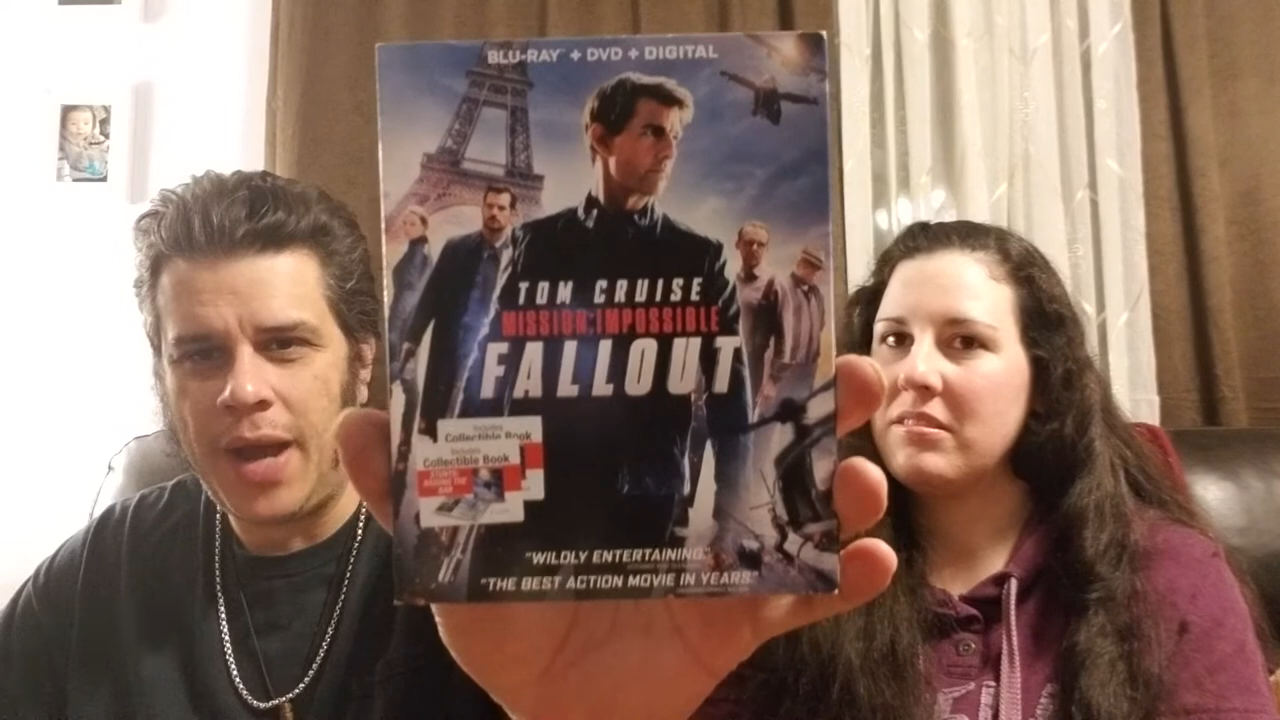 BLU-RAY + DVD + DIGITAL
TOM CRUISE
MISSION: IMPOSSIBLE
FALLOUT
Includes
Collectible Book
Includes
Collectible Book
"WILDLY ENTERTAINING."
"THE BEST ACTION MOVIE IN YEARS."